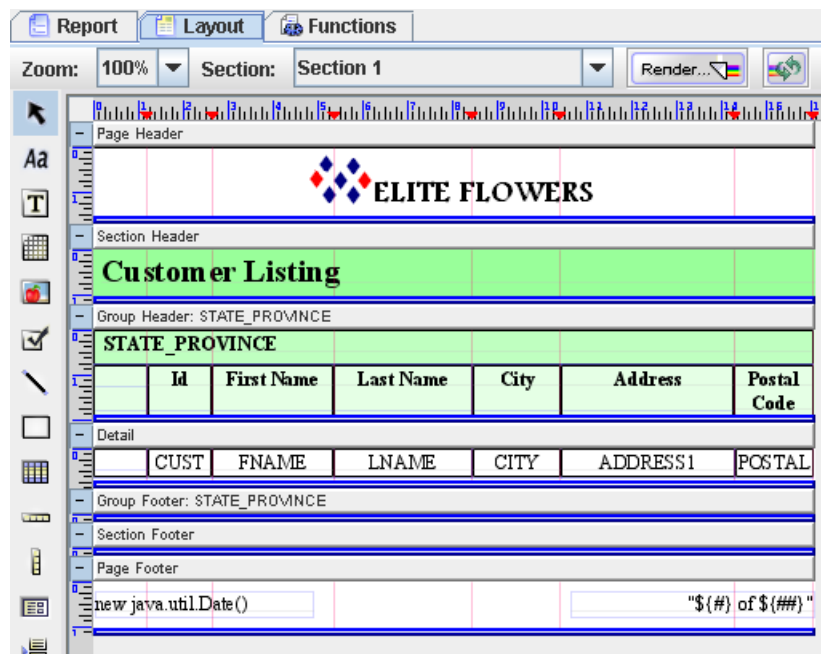 Report Layout Functions
Zoom: 100% Section: Section 1 Render...
Page Header
ELITE FLOWERS
Section Header
Customer Listing
Group Header: STATE_PROVINCE
STATE_PROVINCE
Id First Name Last Name City Address Postal Code
Detail
CUST FNAME LNAME CITY ADDRESS1 POSTAL
Group Footer: STATE_PROVINCE
Section Footer
Page Footer
new java.util.Date() "${#} of ${##}"